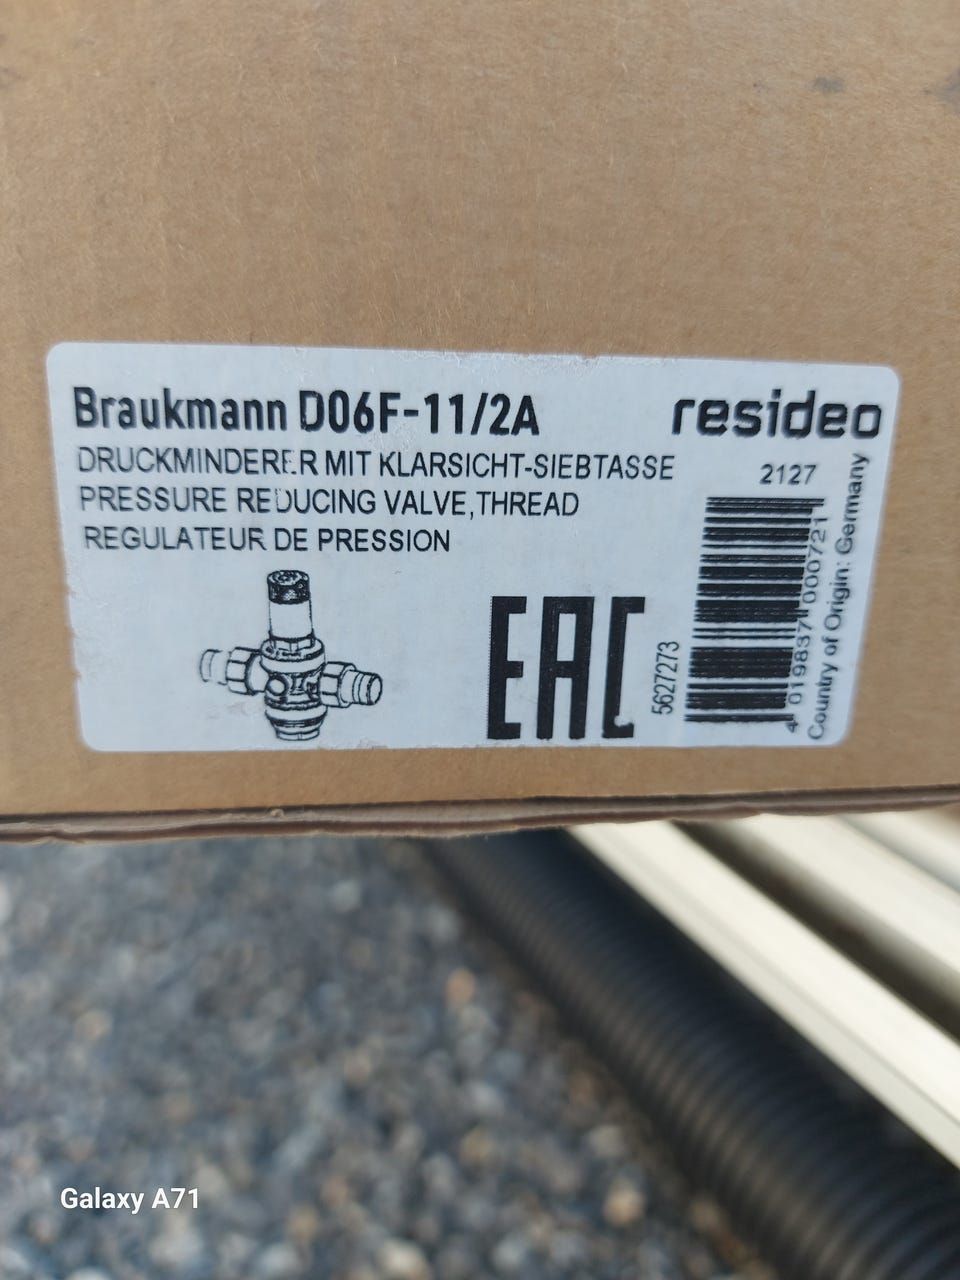 Braukmann D06F-11/2A
resideo
DRUCKMINDERER MIT KLARSICHT-SIEBTASSE
PRESSURE REDUCING VALVE,THREAD
REGULATEUR DE PRESSION
2127
EAC
5627273
4 019837 000721
Country of Origin: Germany
Galaxy A71